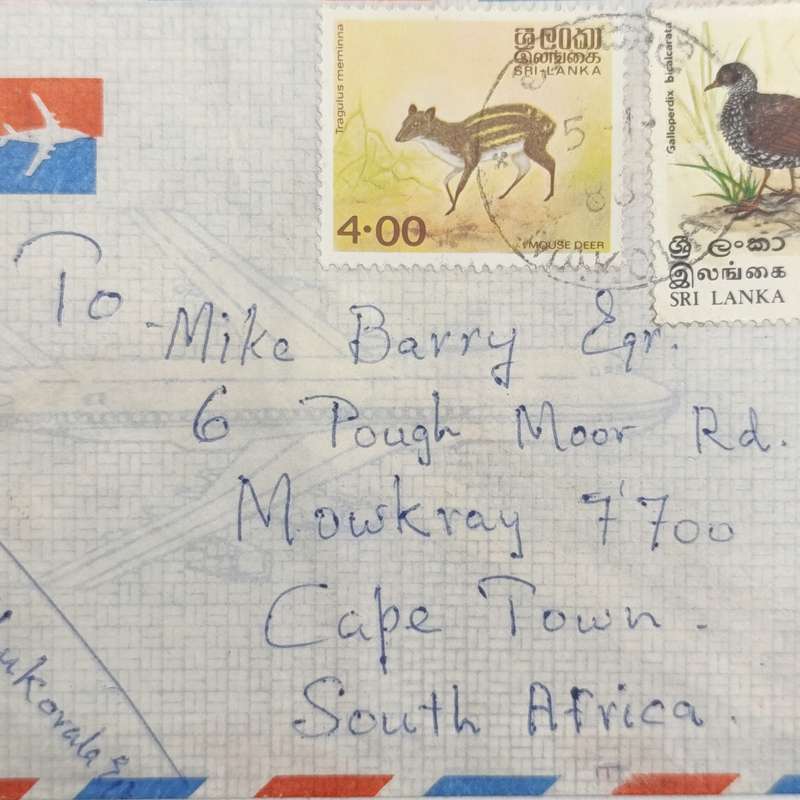 Tragulus meminna
ශ්‍රී ලංකා
இலங்கை
SRI-LANKA
4·00
MOUSE DEER
Galloperdix bicalcarata
ශ්‍රී ලංකා
இலங்கை
SRI LANKA
To
Mike Barry Eqr.
6 Pough Moor Rd.
Mowkray 7700
Cape Town.
South Africa.